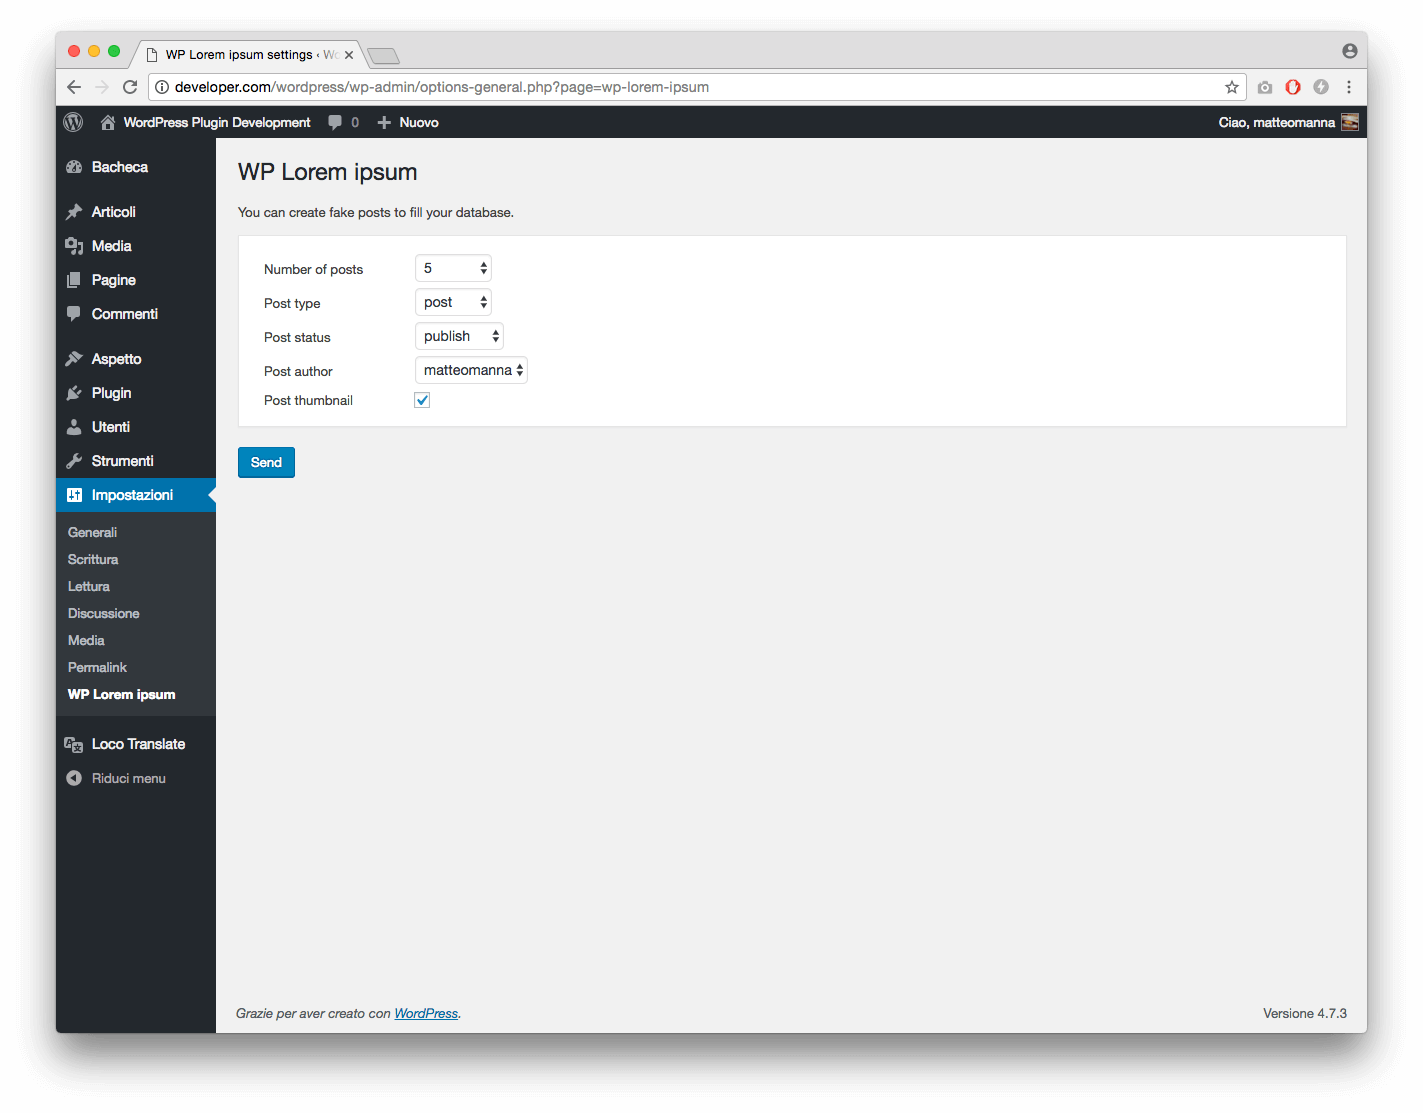 WP Lorem ipsum settings ‹ Wo
developer.com/wordpress/wp-admin/options-general.php?page=wp-lorem-ipsum
WordPress Plugin Development 0 Nuovo Ciao, matteomanna
Bacheca
Articoli
Media
Pagine
Commenti
Aspetto
Plugin
Utenti
Strumenti
Impostazioni
Generali
Scrittura
Lettura
Discussione
Media
Permalink
WP Lorem ipsum
Loco Translate
Riduci menu
WP Lorem ipsum
You can create fake posts to fill your database.
Number of posts 5
Post type post
Post status publish
Post author matteomanna
Post thumbnail
Send
Grazie per aver creato con WordPress. Versione 4.7.3